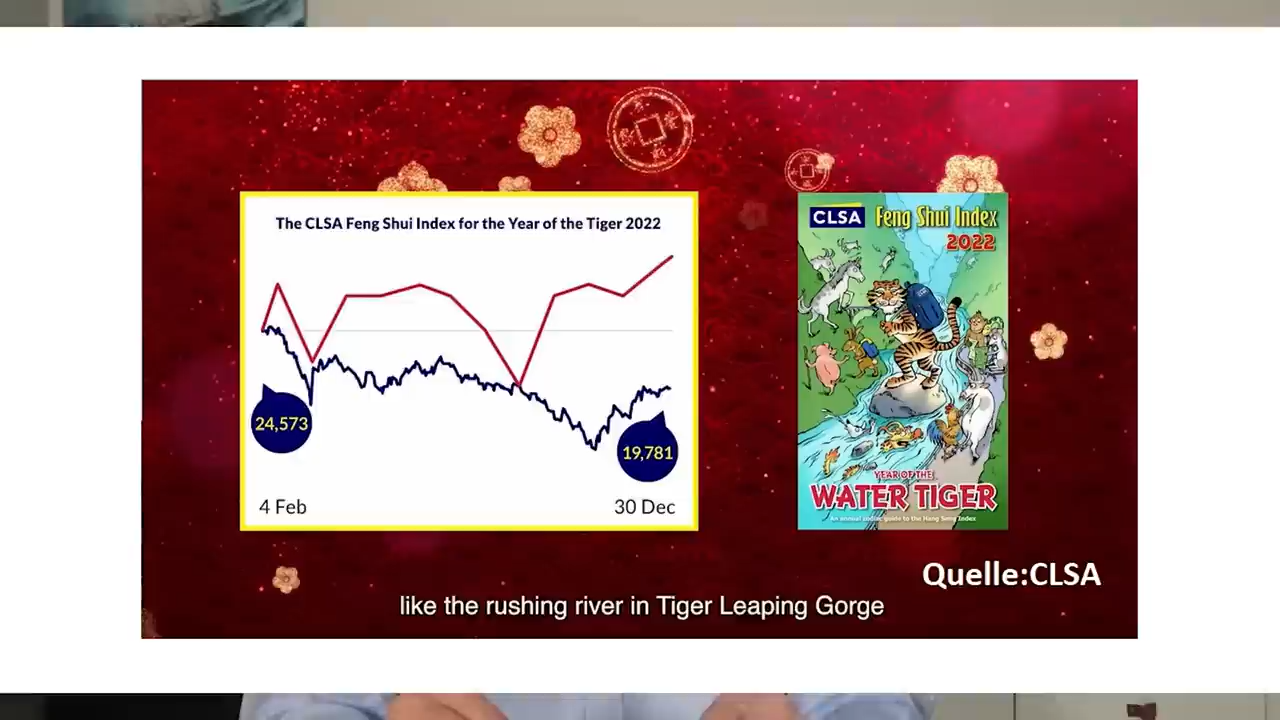 The CLSA Feng Shui Index for the Year of the Tiger 2022
24,573
19,781
4 Feb
30 Dec
CLSA Feng Shui Index
2022
YEAR OF THE
WATER TIGER
An annual zodiac guide to the Hang Seng Index
Quelle:CLSA
like the rushing river in Tiger Leaping Gorge